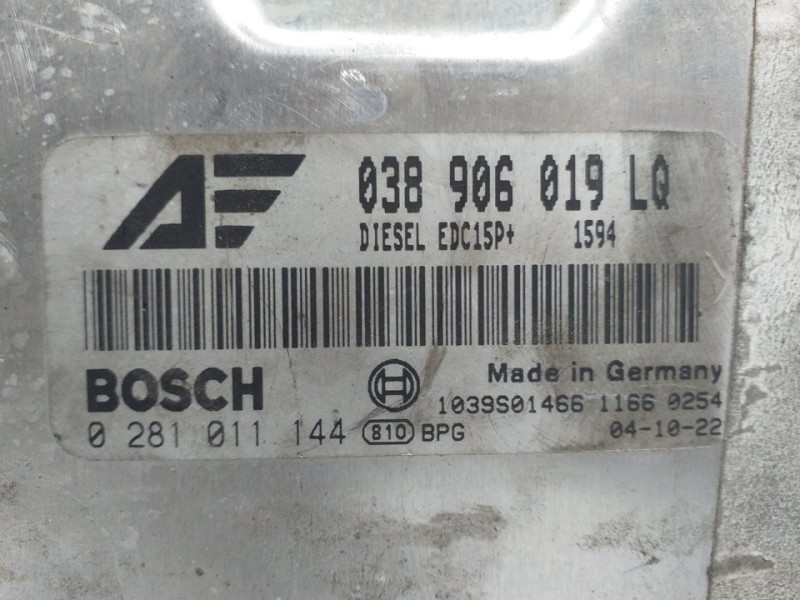 AE 038 906 019 LQ
DIESEL EDC15P+ 1594
BOSCH Made in Germany
1039S01466 1166 0254
0 281 011 144 810 BPG 04-10-22